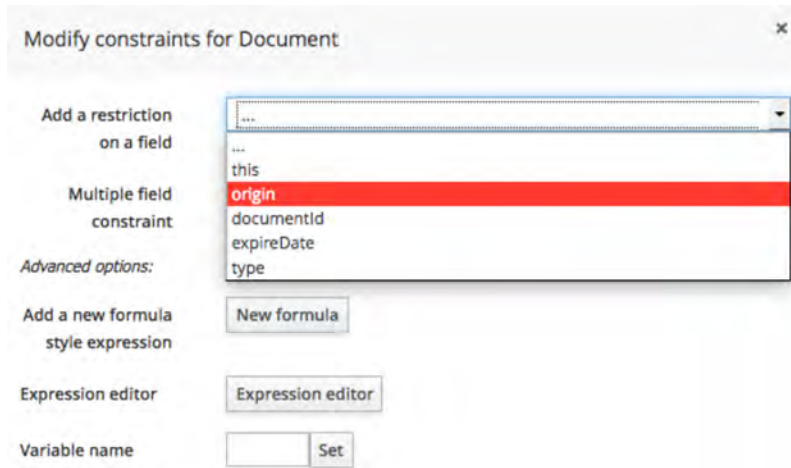 Modify constraints for Document
×
Add a restriction
on a field
...
...
this
origin
documentId
expireDate
type
Multiple field
constraint
Advanced options:
Add a new formula
style expression
New formula
Expression editor
Expression editor
Variable name
Set